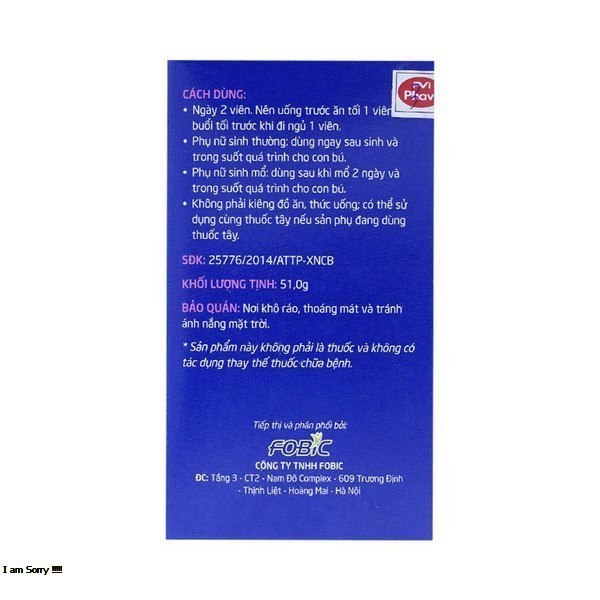 VI
Phav
CÁCH DÙNG:
• Ngày 2 viên. Nên uống trước ăn tối 1 viên
buổi tối trước khi đi ngủ 1 viên.
• Phụ nữ sinh thường: dùng ngay sau sinh và
trong suốt quá trình cho con bú.
• Phụ nữ sinh mổ: dùng sau khi mổ 2 ngày và
trong suốt quá trình cho con bú.
• Không phải kiêng đồ ăn, thức uống; có thể sử
dụng cùng thuốc tây nếu sản phụ đang dùng
thuốc tây.
SĐK: 25776/2014/ATTP-XNCB
KHỐI LƯỢNG TỊNH: 51,0g
BẢO QUẢN: Nơi khô ráo, thoáng mát và tránh
ánh nắng mặt trời.
* Sản phẩm này không phải là thuốc và không có
tác dụng thay thế thuốc chữa bệnh.
Tiếp thị và phân phối bởi:
FOBIC
CÔNG TY TNHH FOBIC
ĐC: Tầng 3 - CT2 - Nam Đô Complex - 609 Trương Định
- Thịnh Liệt - Hoàng Mai - Hà Nội
I am Sorry !!!!!